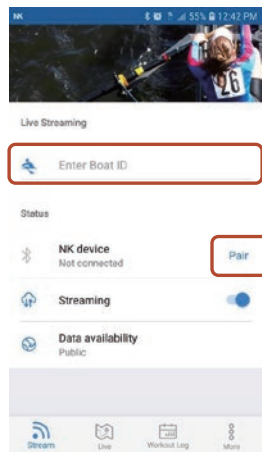 NK 55% 12:42 PM
26
Live Streaming
Enter Boat ID
Status
NK device
Not connected
Pair
Streaming
Data availability
Public
Stream Live Workout Log More